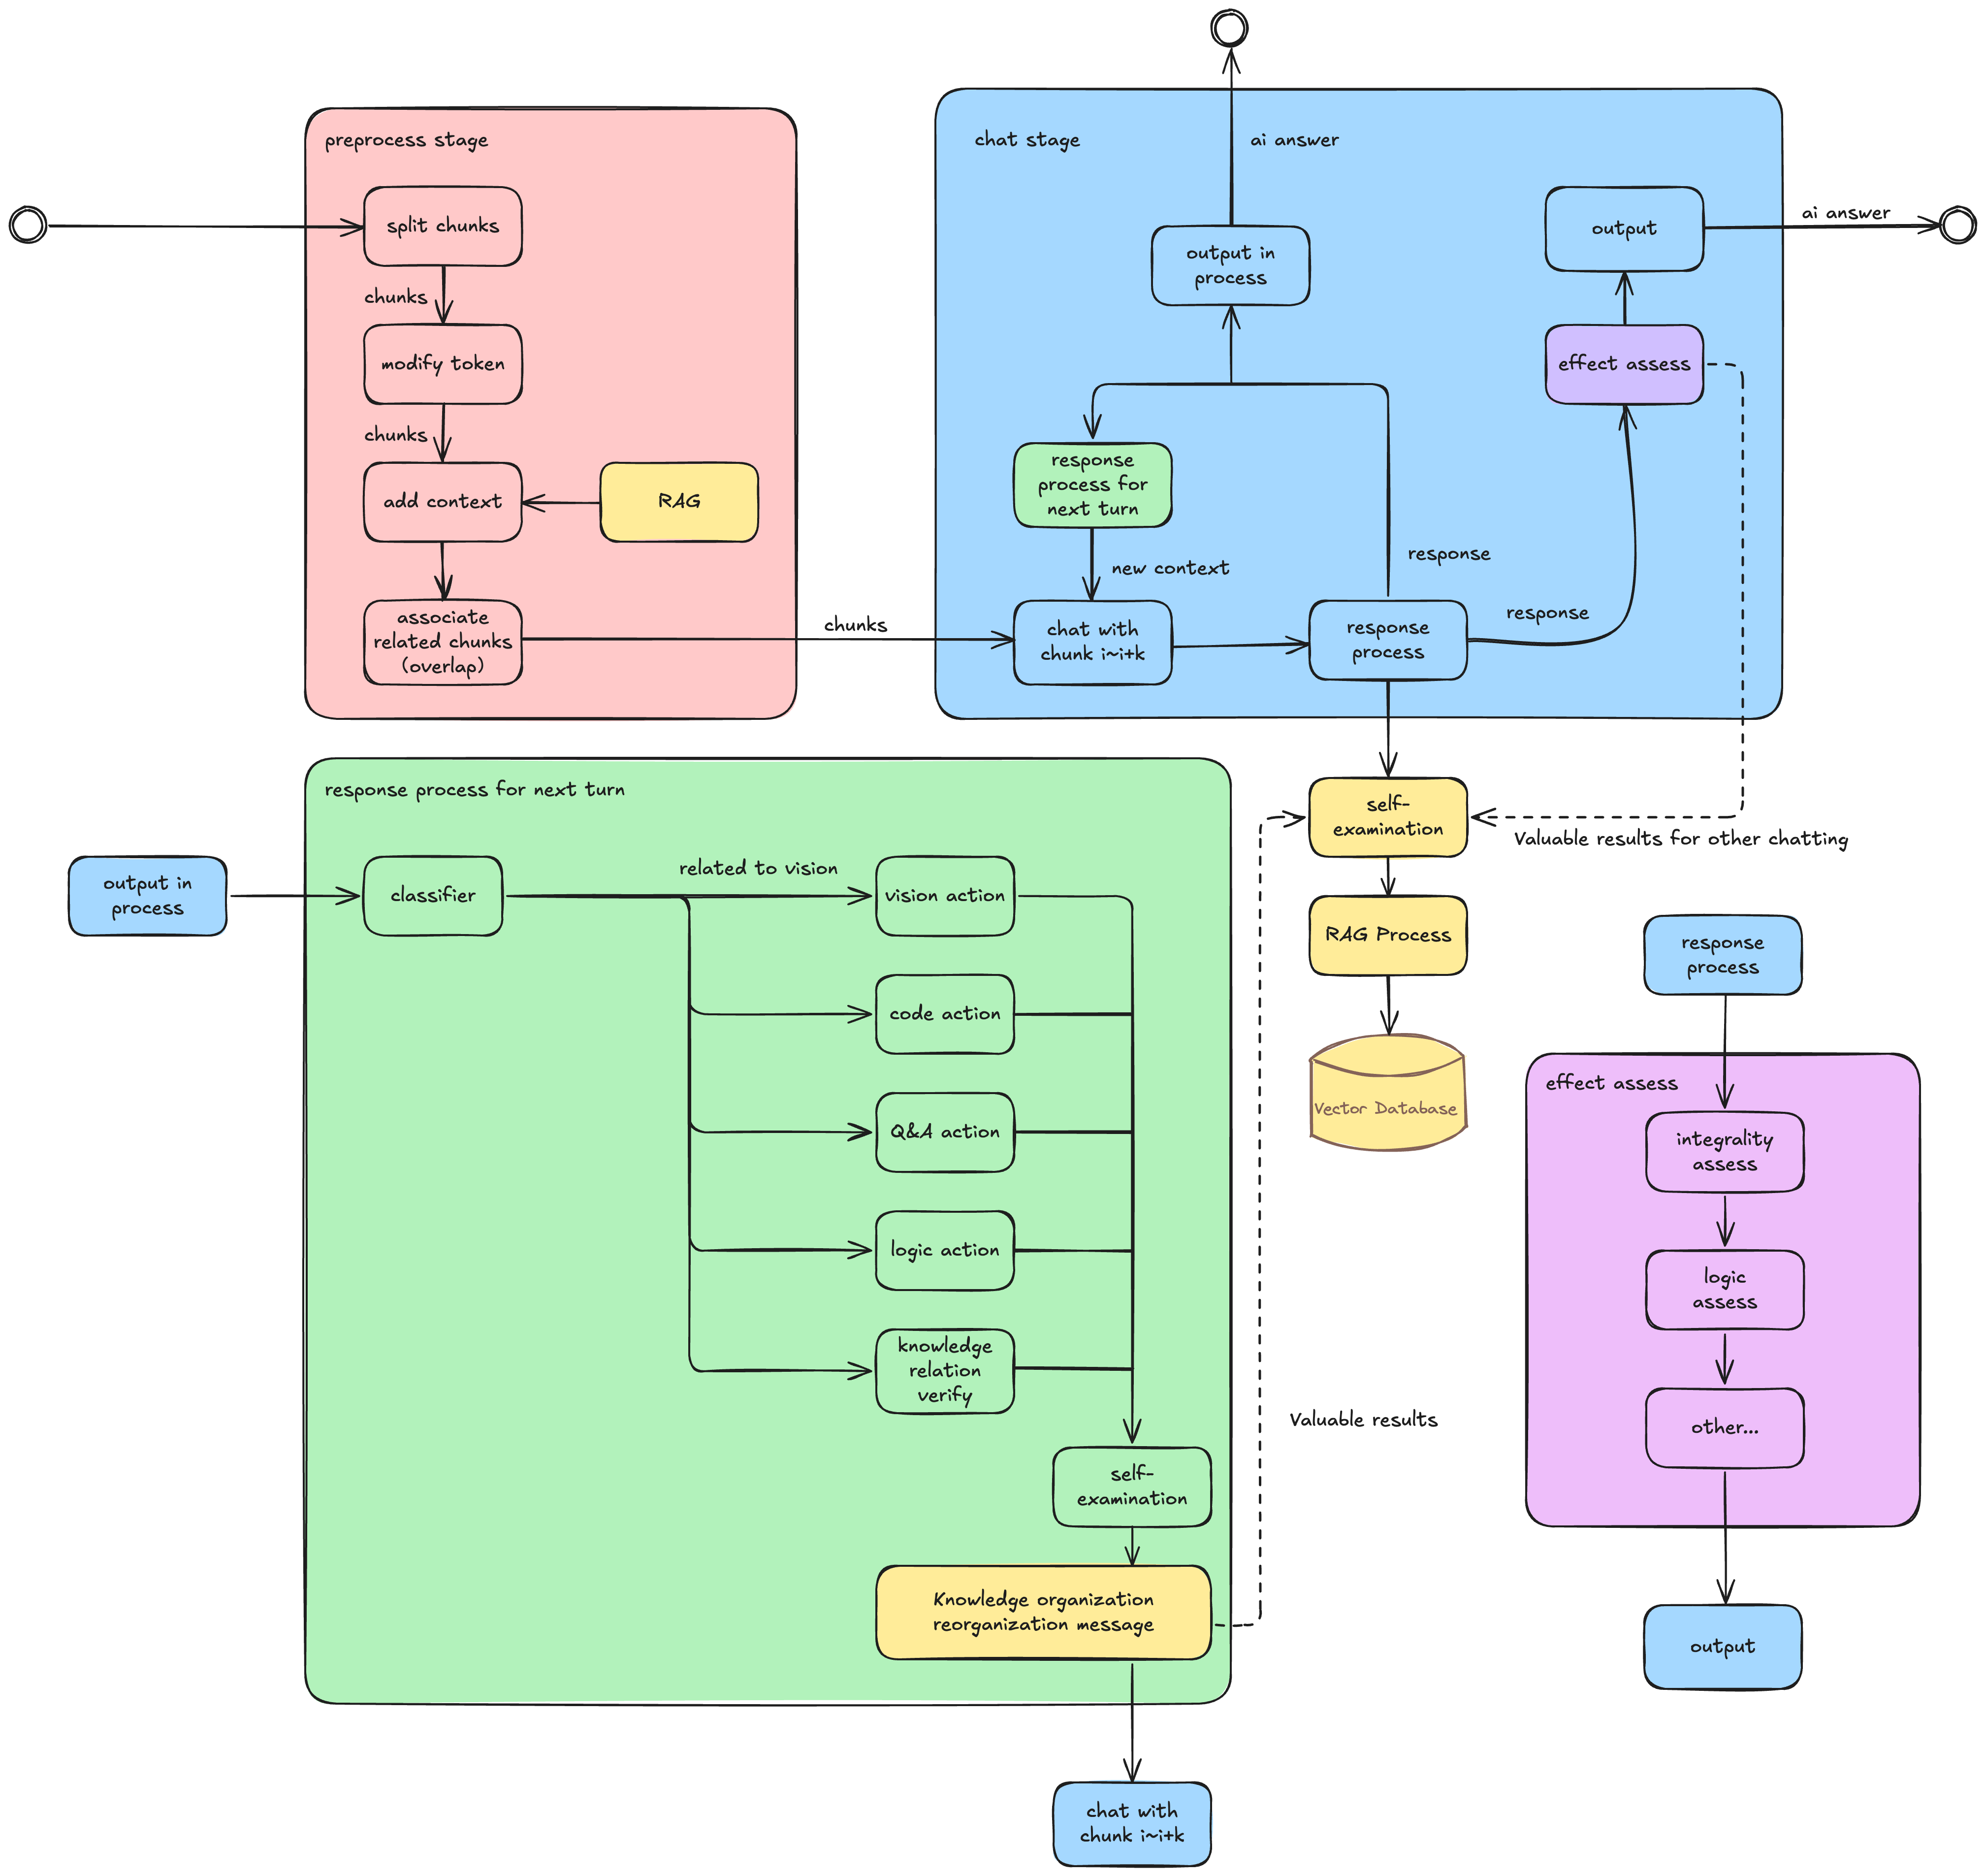 preprocess stage
split chunks
chunks
modify token
chunks
add context
RAG
associate
related chunks
(overlap)
chunks
chat stage
ai answer
output in
process
output
ai answer
effect assess
response
process for
next turn
new context
response
response
chat with
chunk i~i+k
response
process
self-
examination
Valuable results for other chatting
RAG Process
Vector Database
response process for next turn
output in
process
classifier
related to vision
vision action
code action
Q&A action
logic action
knowledge
relation
verify
self-
examination
Knowledge organization
reorganization message
Valuable results
chat with
chunk i~i+k
response
process
effect assess
integrality
assess
logic
assess
other...
output